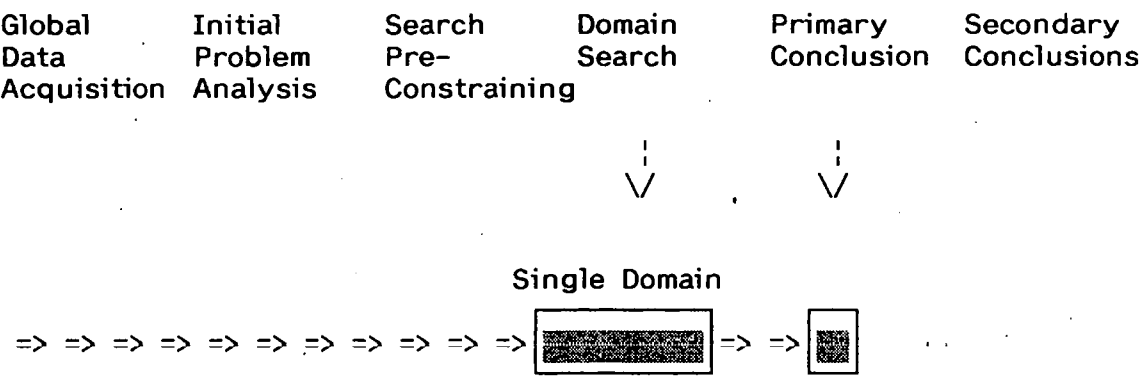 Global Initial Search Domain Primary Secondary
Data Problem Pre- Search Conclusion Conclusions
Acquisition Analysis Constraining
Single Domain
=> => => => => => => => => => => => =>